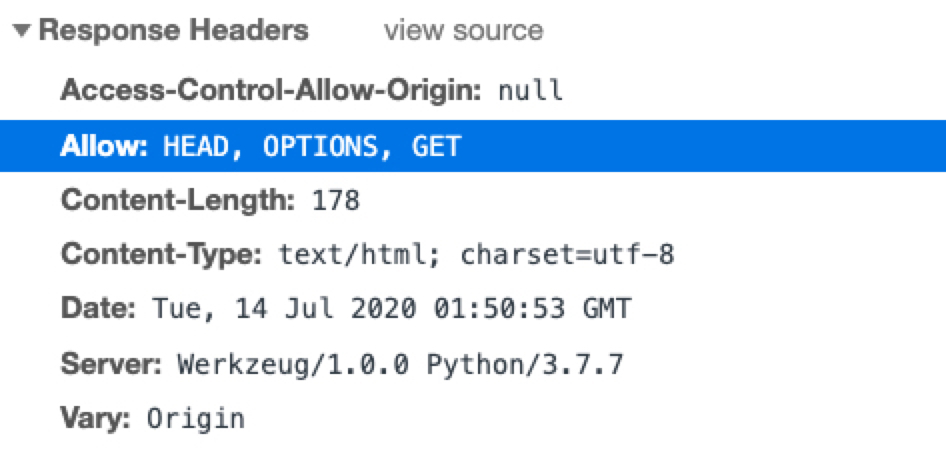 Response Headers view source
Access-Control-Allow-Origin: null
Allow: HEAD, OPTIONS, GET
Content-Length: 178
Content-Type: text/html; charset=utf-8
Date: Tue, 14 Jul 2020 01:50:53 GMT
Server: Werkzeug/1.0.0 Python/3.7.7
Vary: Origin